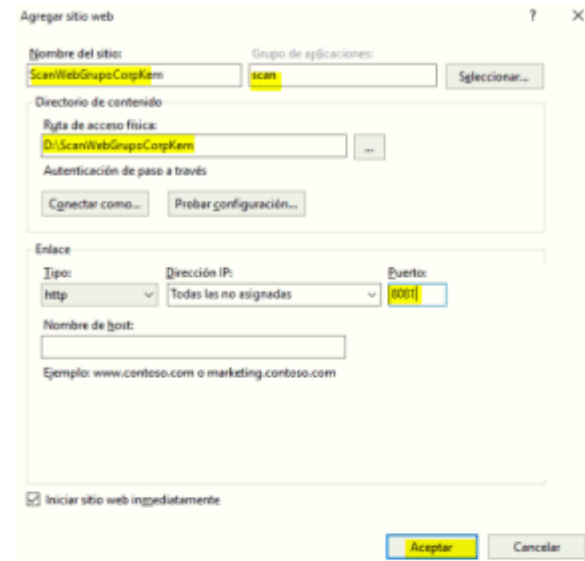 Agregar sitio web ? ✕
Nombre del sitio: Grupo de aplicaciones:
ScanWebGrupoCorpKem scan Seleccionar...
Directorio de contenido
Ruta de acceso física:
D:\ScanWebGrupoCorpKem ...
Autenticación de paso a través
Conectar como... Probar configuración...
Enlace
Tipo: Dirección IP: Puerto:
http Todas las no asignadas 8081
Nombre de host:
Ejemplo: www.contoso.com o marketing.contoso.com
Iniciar sitio web inmediatamente
Aceptar Cancelar